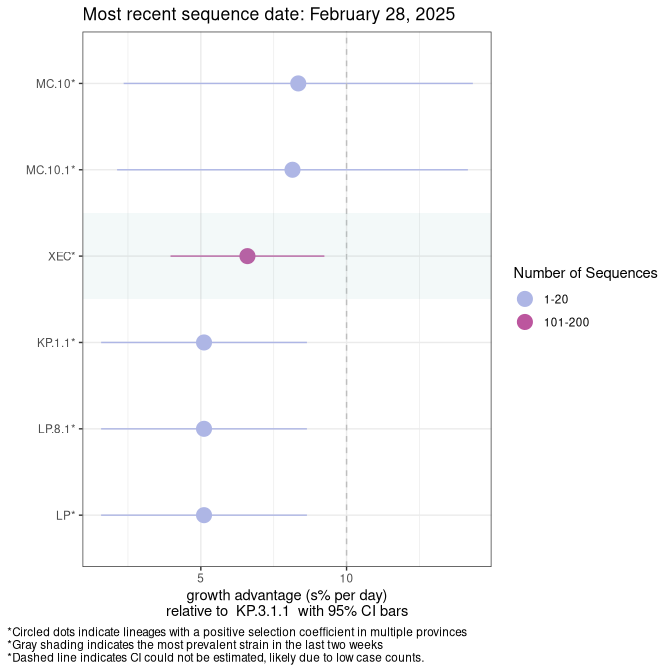 Most recent sequence date: February 28, 2025
MC.10*
MC.10.1*
XEC*
KP.1.1*
LP.8.1*
LP.*
5 10
growth advantage (s% per day)
relative to KP.3.1.1 with 95% CI bars
Number of Sequences
1-20
101-200
*Circled dots indicate lineages with a positive selection coefficient in multiple provinces
*Gray shading indicates the most prevalent strain in the last two weeks
*Dashed line indicates CI could not be estimated, likely due to low case counts.